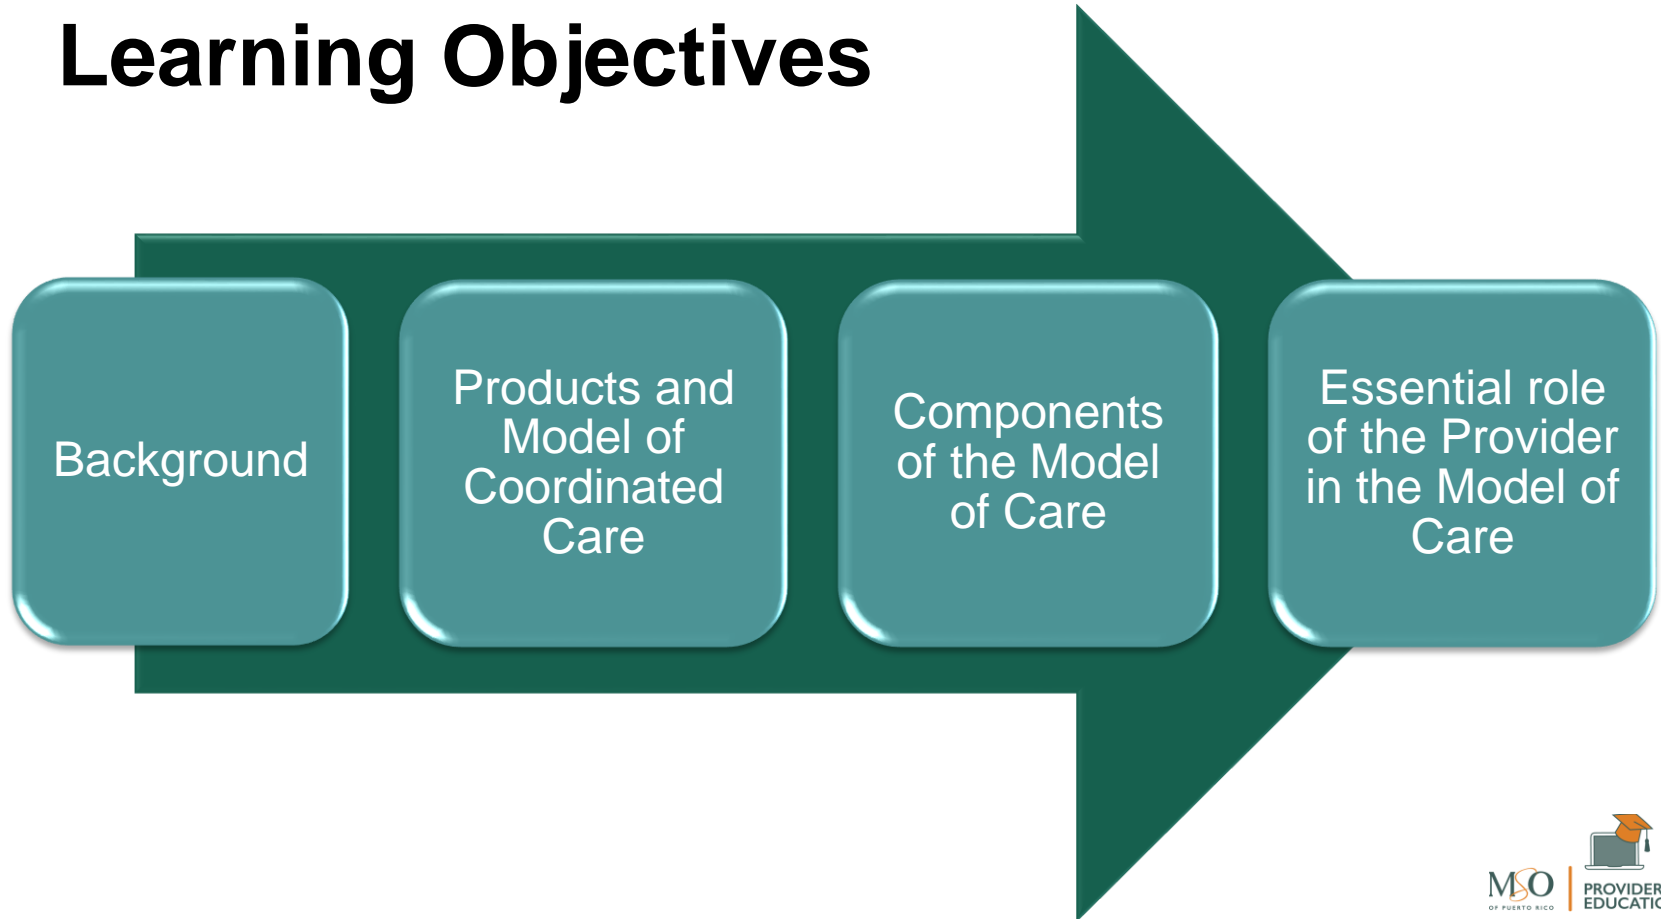 Learning Objectives
Background
Products and
Model of
Coordinated
Care
Components
of the Model
of Care
Essential role
of the Provider
in the Model of
Care
MSO
OF PUERTO RICO
PROVIDER
EDUCATIO